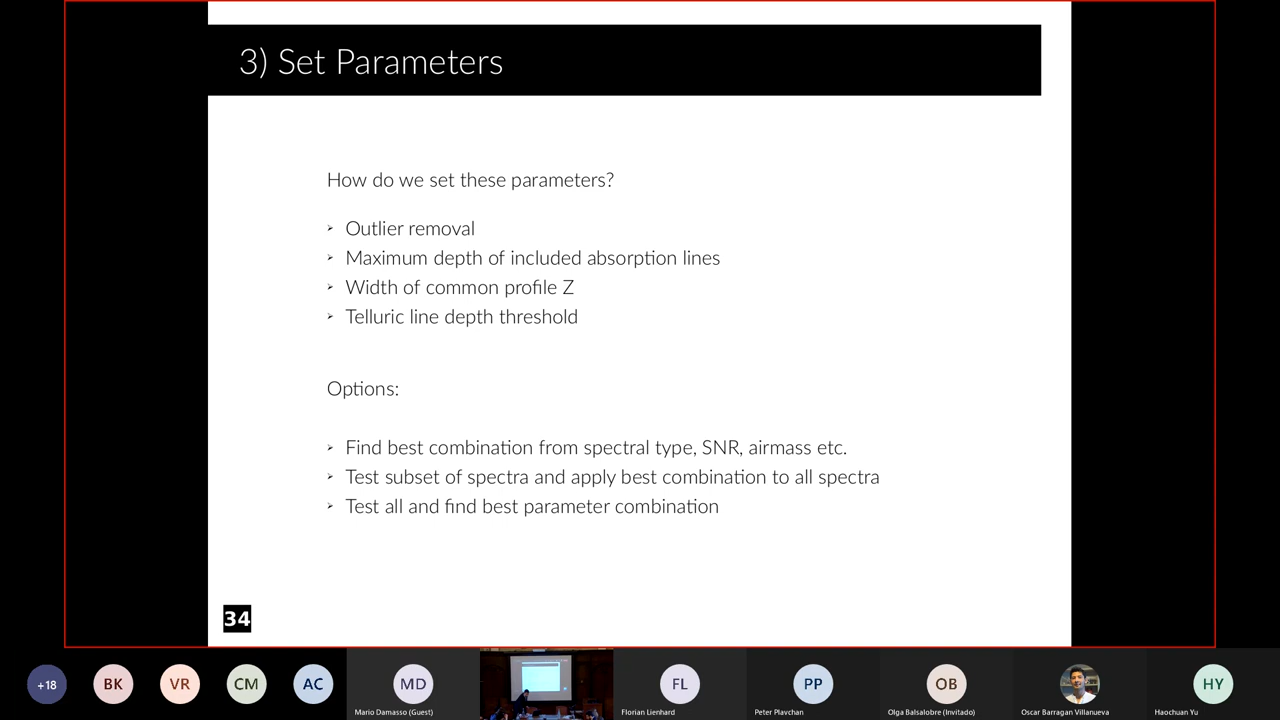 3) Set Parameters
How do we set these parameters?
Outlier removal
Maximum depth of included absorption lines
Width of common profile Z
Telluric line depth threshold
Options:
Find best combination from spectral type, SNR, airmass etc.
Test subset of spectra and apply best combination to all spectra
Test all and find best parameter combination
34
+18
BK
VR
CM
AC
MD
FL
PP
OB
HY
Mario Damasso (Guest)
Florian Lienhard
Peter Plavchan
Olga Balsalobre (Invitado)
Oscar Barragan Villanueva
Haochuan Yu